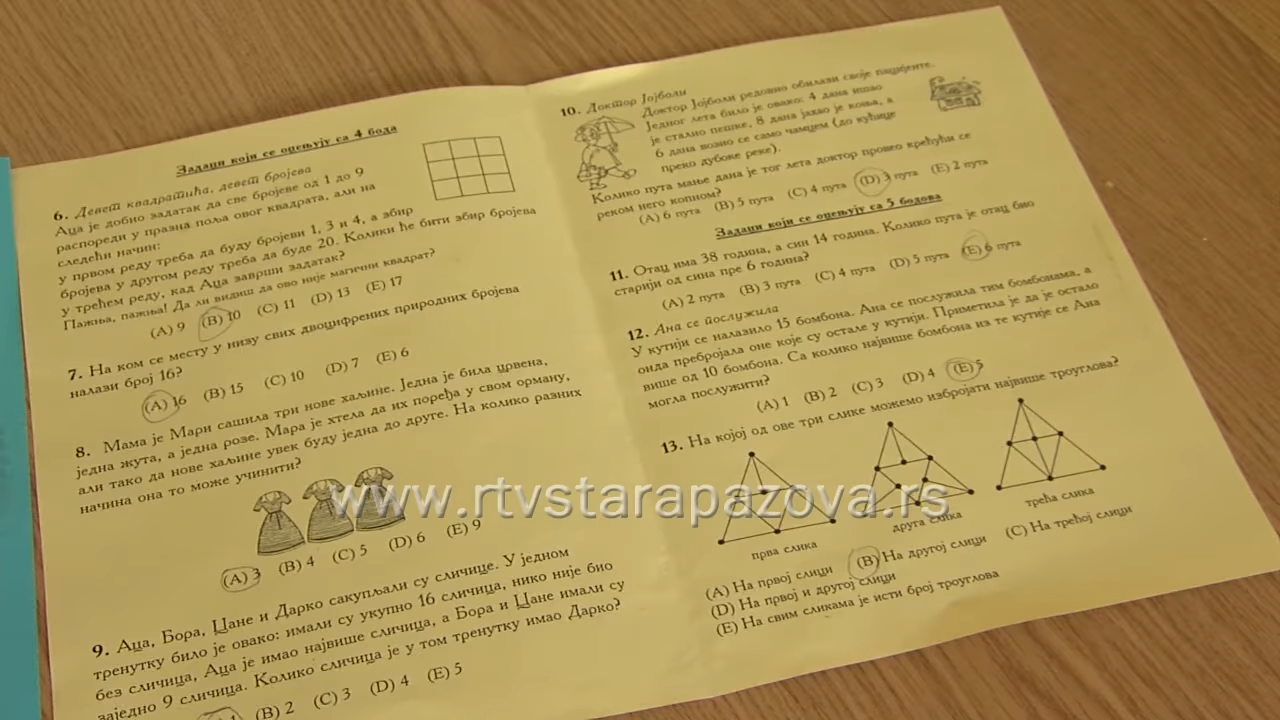 Задаци који се оцењују са 4 бода
6. Девет квадратића, девет бројева
Аца је добио задатак да све бројеве од 1 до 9
распореди у празна поља овог квадрата, али на
следећи начин:
у првом реду треба да буду бројеви 1, 3 и 4, а збир
бројева у другом реду треба да буде 20. Колики ће бити збир бројева
у трећем реду, кад Аца заврши задатак?
Пажња, пажња! Да ли видиш да ово није магични квадрат?
(A) 9 (B) 10 (C) 11 (D) 13 (E) 17
7. На ком се месту у низу свих двоцифрених природних бројева
налази број 16?
(A) 16 (B) 15 (C) 10 (D) 7 (E) 6
8. Мама је Мари сашила три нове хаљине. Једна је била црвена,
једна жута, а једна розе. Мара је хтела да их поређа у свом орману,
али тако да нове хаљине увек буду једна до друге. На колико разних
начина она то може учинити?
(A) 3 (B) 4 (C) 5 (D) 6 (E) 9
9. Аца, Бора, Цане и Дарко сакупљали су сличице. У једном
тренутку било је овако: имали су укупно 16 сличица, нико није био
без сличица, Аца је имао највише сличица, а Бора и Цане имали су
заједно 9 сличица. Колико сличица је у том тренутку имао Дарко?
1 (B) 2 (C) 3 (D) 4 (E) 5
10. Доктор Јојболи
Доктор Јојболи редовно обилази своје пацијенте.
Једног лета било је овако: 4 дана ишао
је стално пешке, 8 дана јахао је коња, а
6 дана возио се само чамцем (до кућице
преко дубоке реке).
Колико пута мање дана је тог лета доктор провео крећући се
реком него копном?
(A) 6 пута (B) 5 пута (C) 4 пута (D) 3 пута (E) 2 пута
Задаци који се оцењују са 5 бодова
11. Отац има 38 година, а син 14 година. Колико пута је отац био
старији од сина пре 6 година?
(A) 2 пута (B) 3 пута (C) 4 пута (D) 5 пута (E) 6 пута
12. Ана се послужила
У кутији се налазило 15 бомбона. Ана се послужила тим бомбонама, а
онда пребројала оне које су остале у кутији. Приметила је да је остало
више од 10 бомбона. Са колико највише бомбона из те кутије се Ана
могла послужити?
(A) 1 (B) 2 (C) 3 (D) 4 (E) 5
13. На којој од ове три слике можемо избројати највише троуглова?
прва слика друга слика трећа слика
(A) На првој слици (B) На другој слици (C) На трећој слици
(D) На првој и другој слици
(E) На свим сликама је исти број троуглова
www.rtvstarapazova.rs